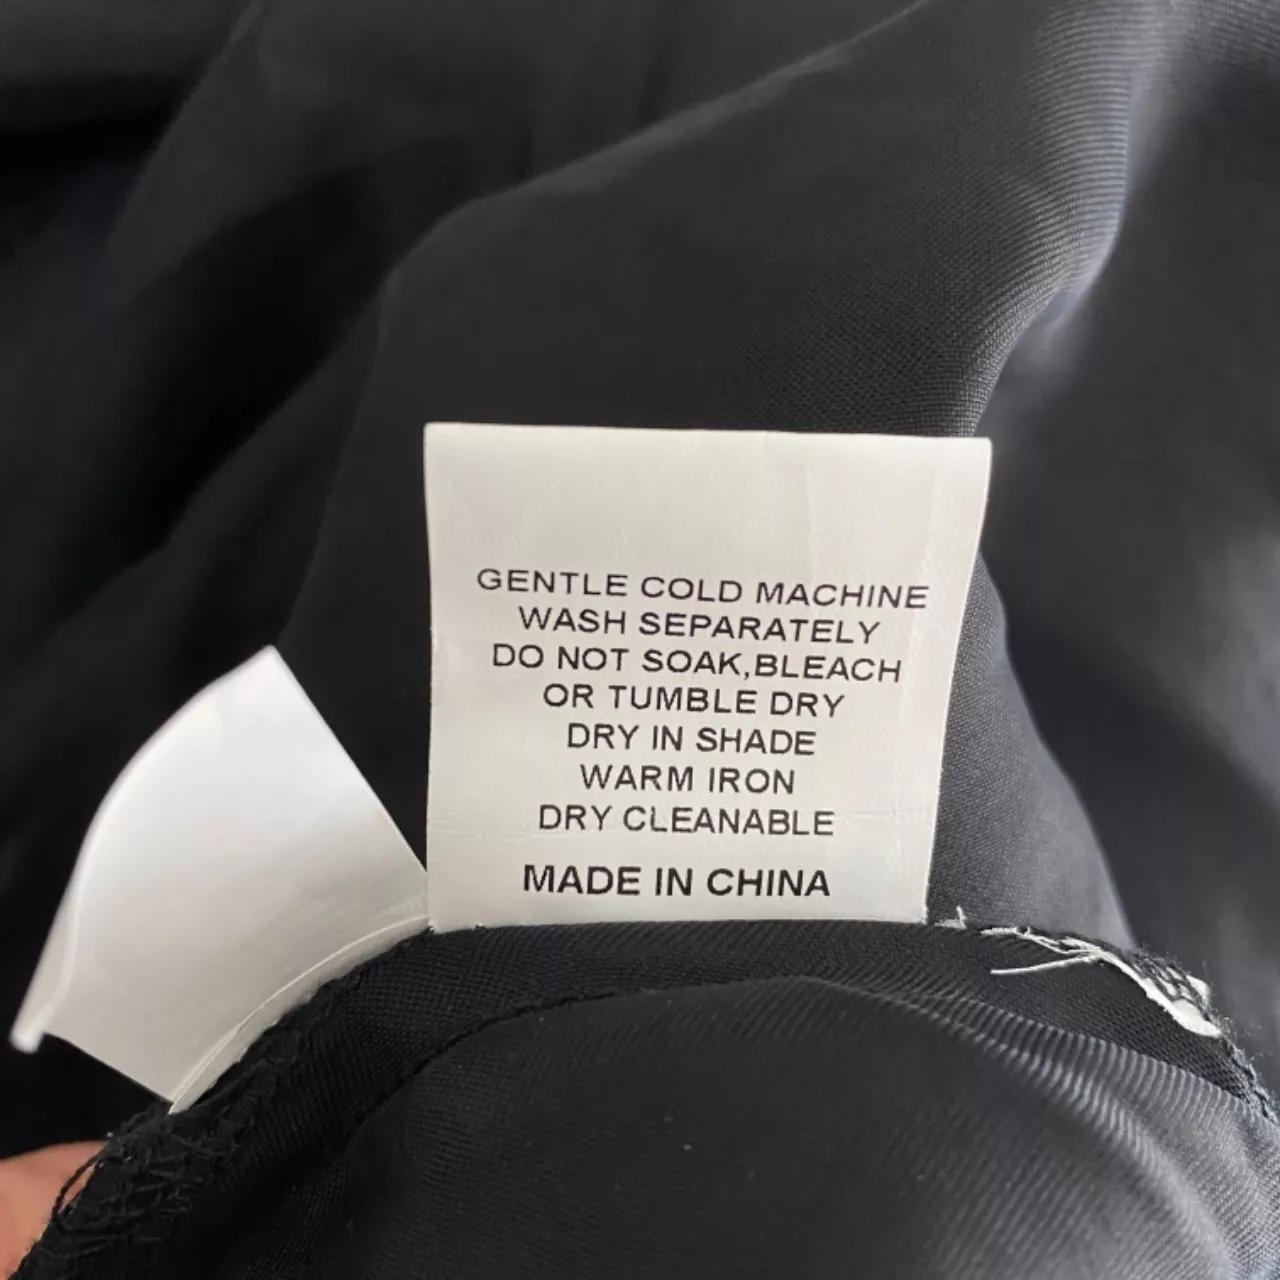 GENTLE COLD MACHINE
WASH SEPARATELY
DO NOT SOAK,BLEACH
OR TUMBLE DRY
DRY IN SHADE
WARM IRON
DRY CLEANABLE
MADE IN CHINA